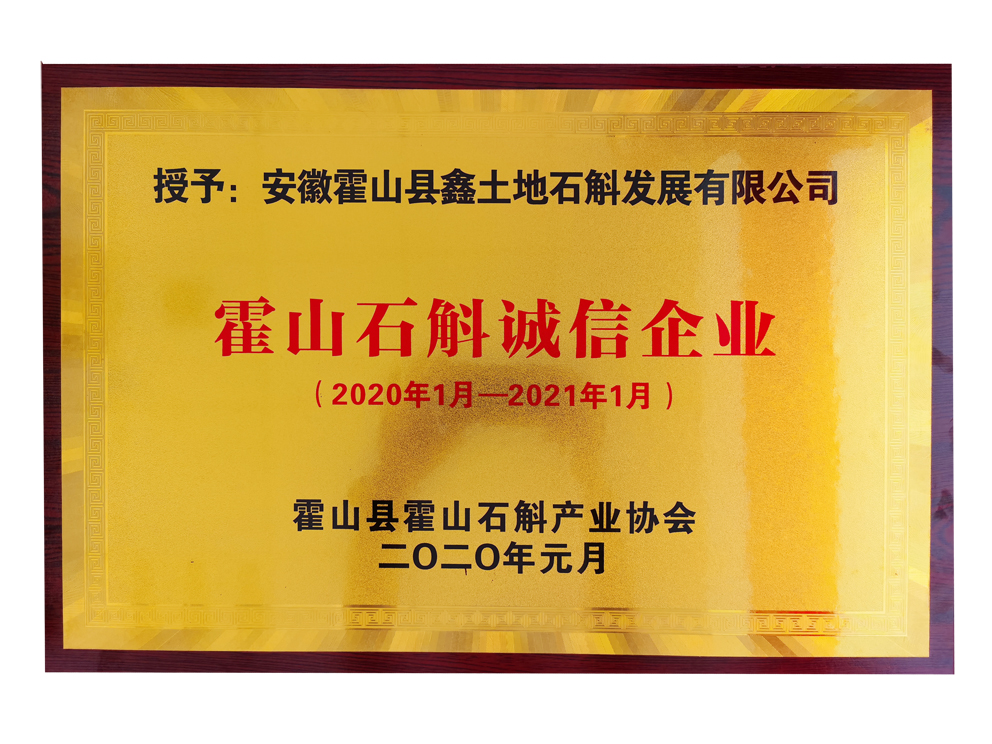 授予：安徽霍山县鑫土地石斛发展有限公司
霍山石斛诚信企业
（2020年1月—2021年1月）
霍山县霍山石斛产业协会
二〇二〇年元月